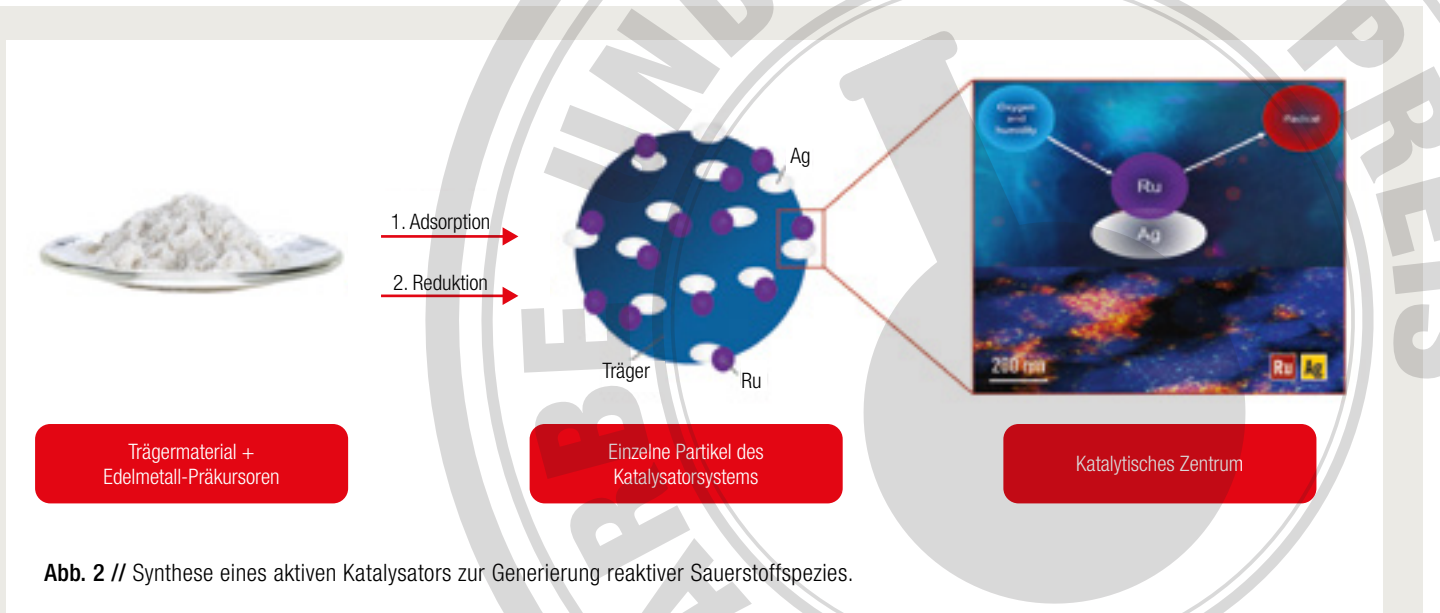 Oxygen
and
humidity
Radical
Ru
Ag
200 nm
Ru Ag
1. Adsorption
2. Reduktion
Ag
Träger
Ru
Trägermaterial +
Edelmetall-Präkursoren
Einzelne Partikel des
Katalysatorsystems
Katalytisches Zentrum
Abb. 2 // Synthese eines aktiven Katalysators zur Generierung reaktiver Sauerstoffspezies.
PREIS